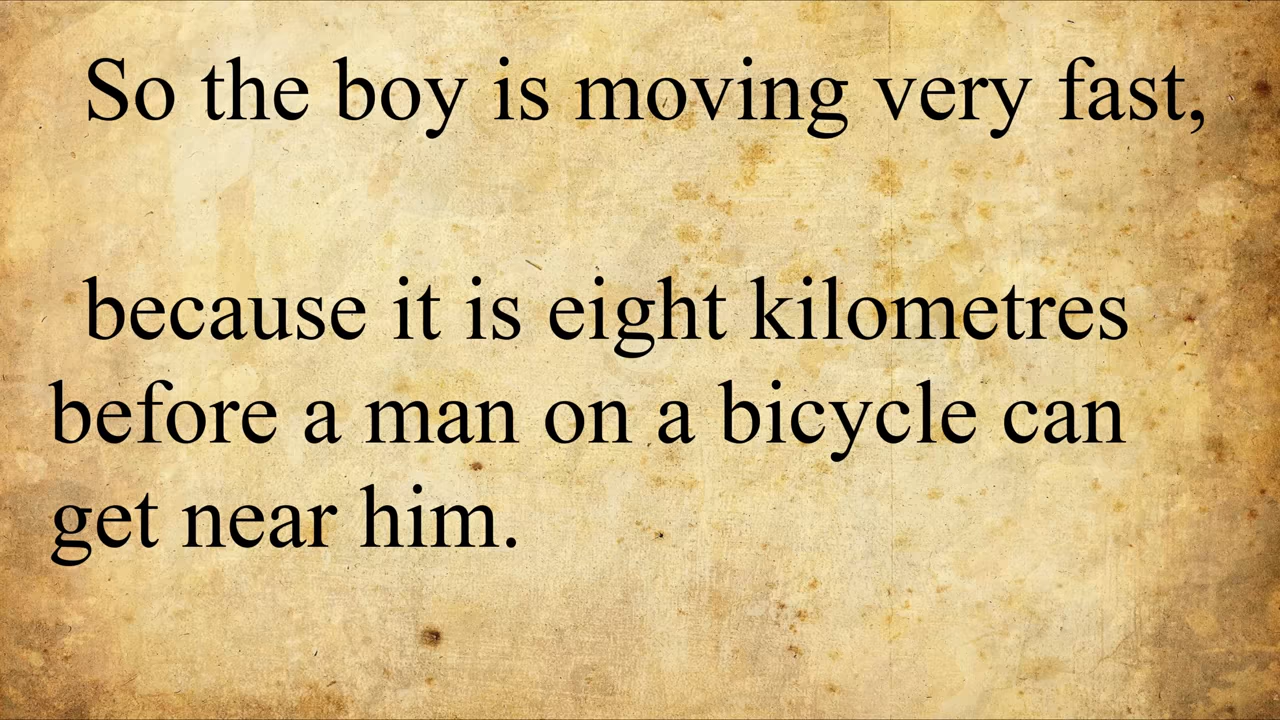 So the boy is moving very fast,
because it is eight kilometres
before a man on a bicycle can
get near him.